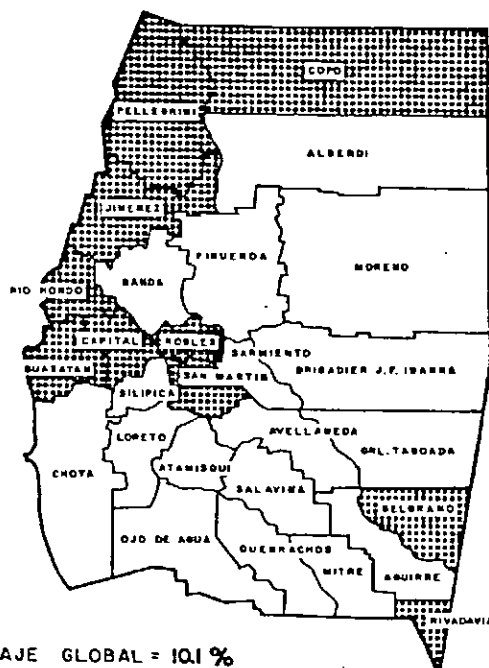 COPO
PELLEGRINI
ALBERDI
JIMENEZ
FIGUEROA
MORENO
RIO HONDO
BANDA
CAPITAL
ROBLES
SARMIENTO
GUASAYAN
SAN MARTIN
BRIGADIER J.F. IBARRA
SILIPICA
AVELLANEDA
LORETO
GRL. TABOADA
CHOYA
ATAMISQUI
SALAVINA
BELGRANO
OJO DE AGUA
QUEBRACHOS
MITRE
AGUIRRE
RIVADAVIA
AJE GLOBAL = 10.1 %